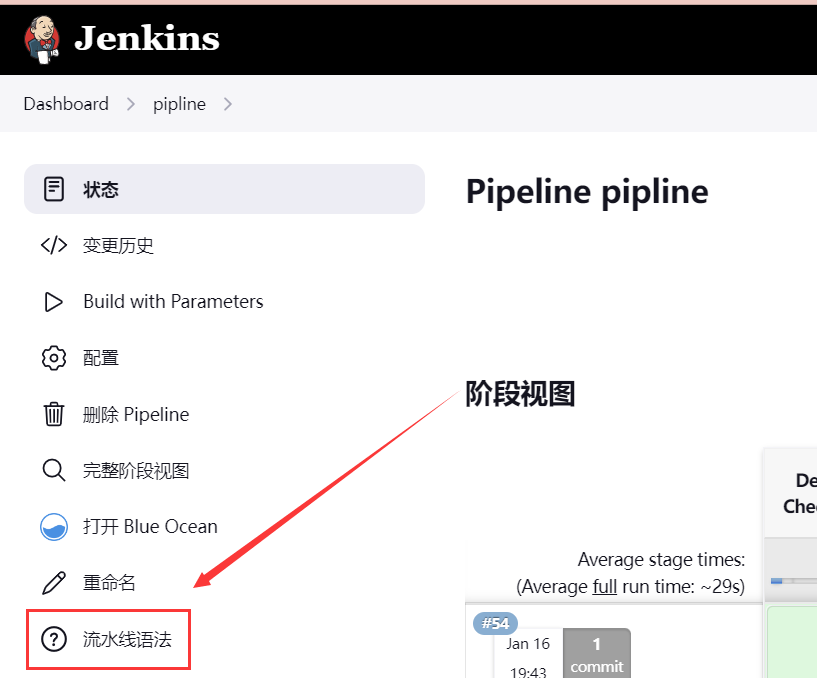 Jenkins
Dashboard
pipline
状态
变更历史
Build with Parameters
配置
删除 Pipeline
完整阶段视图
打开 Blue Ocean
重命名
流水线语法
Pipeline pipline
阶段视图
Average stage times:
(Average full run time: ~29s)
#54
Jan 16
19:43
1
commit